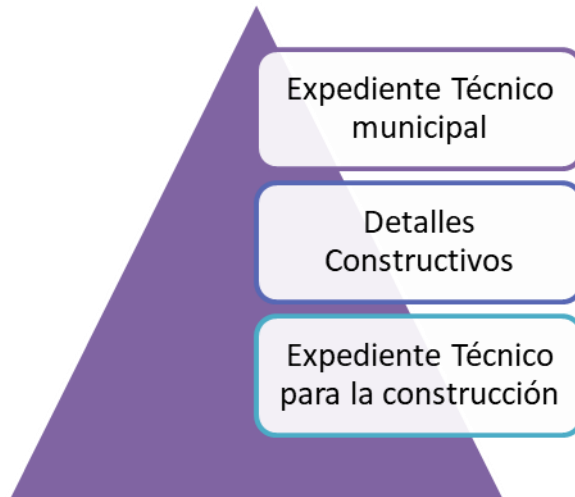 Expediente Técnico
municipal
Detalles
Constructivos
Expediente Técnico
para la construcción